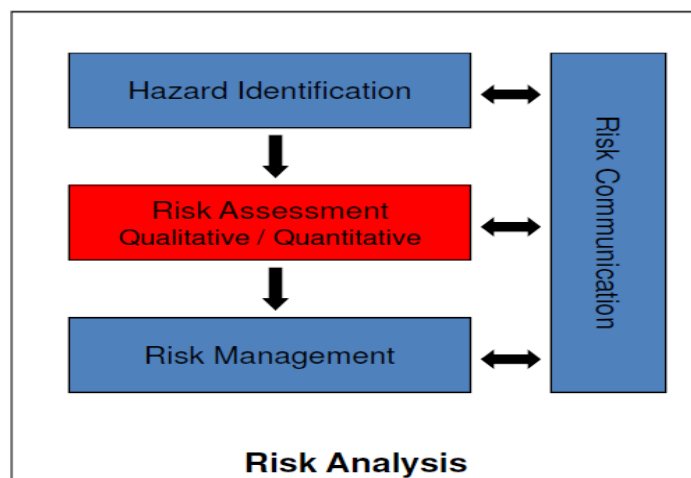 Hazard Identification
Risk Assessment
Qualitative / Quantitative
Risk Management
Risk Communication
Risk Analysis